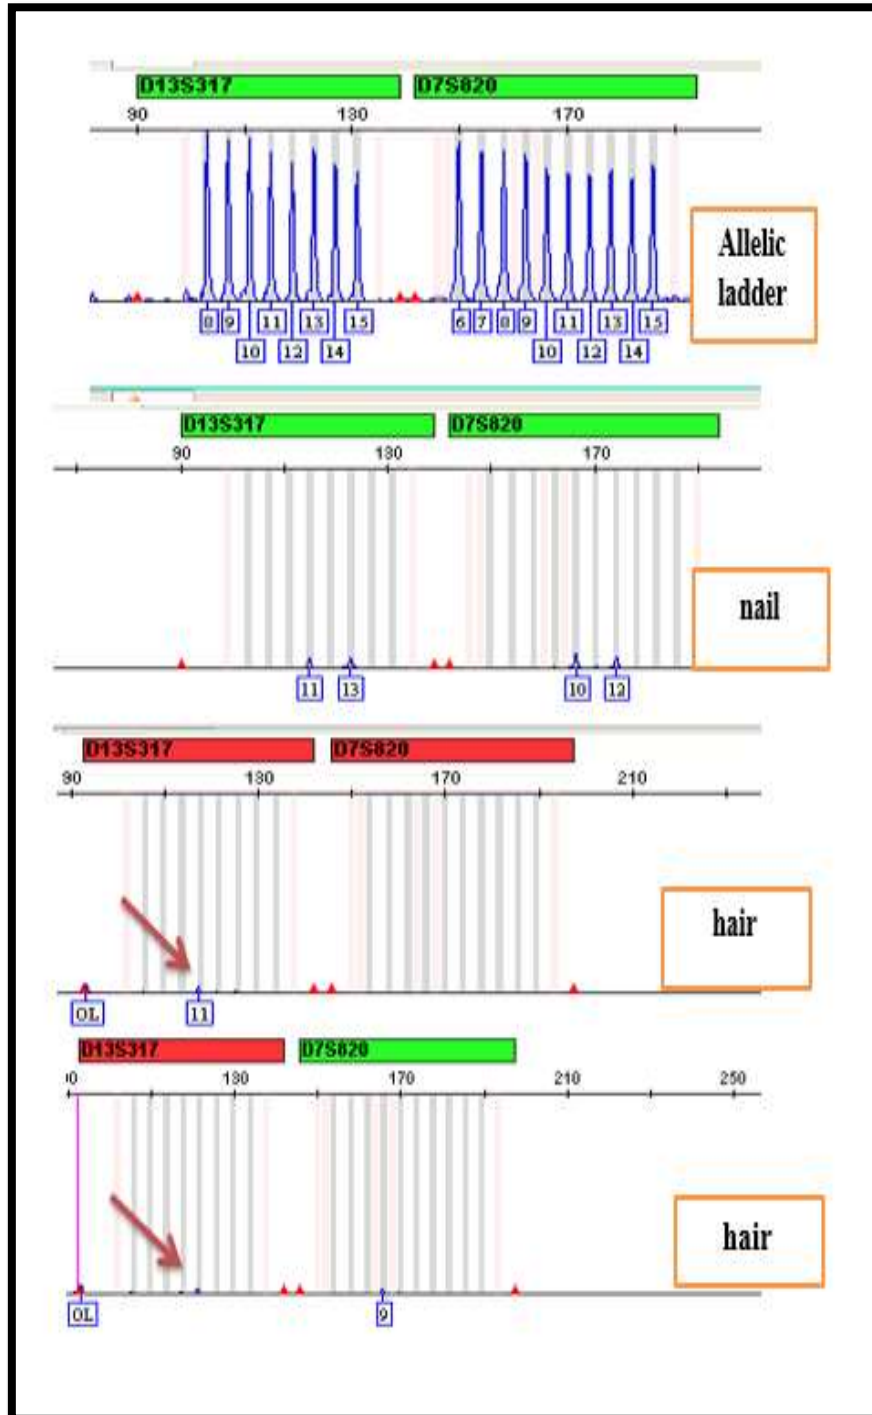 D13S317 D7S820
90 130 170
8 9 11 13 15 6 7 8 9 11 13 15
10 12 14 10 12 14
Allelic
ladder
D13S317 D7S820
90 130 170
11 13 10 12
nail
D13S317 D7S820
90 130 170 210
OL 11
hair
D13S317 D7S820
130 170 210 250
OL 9
hair